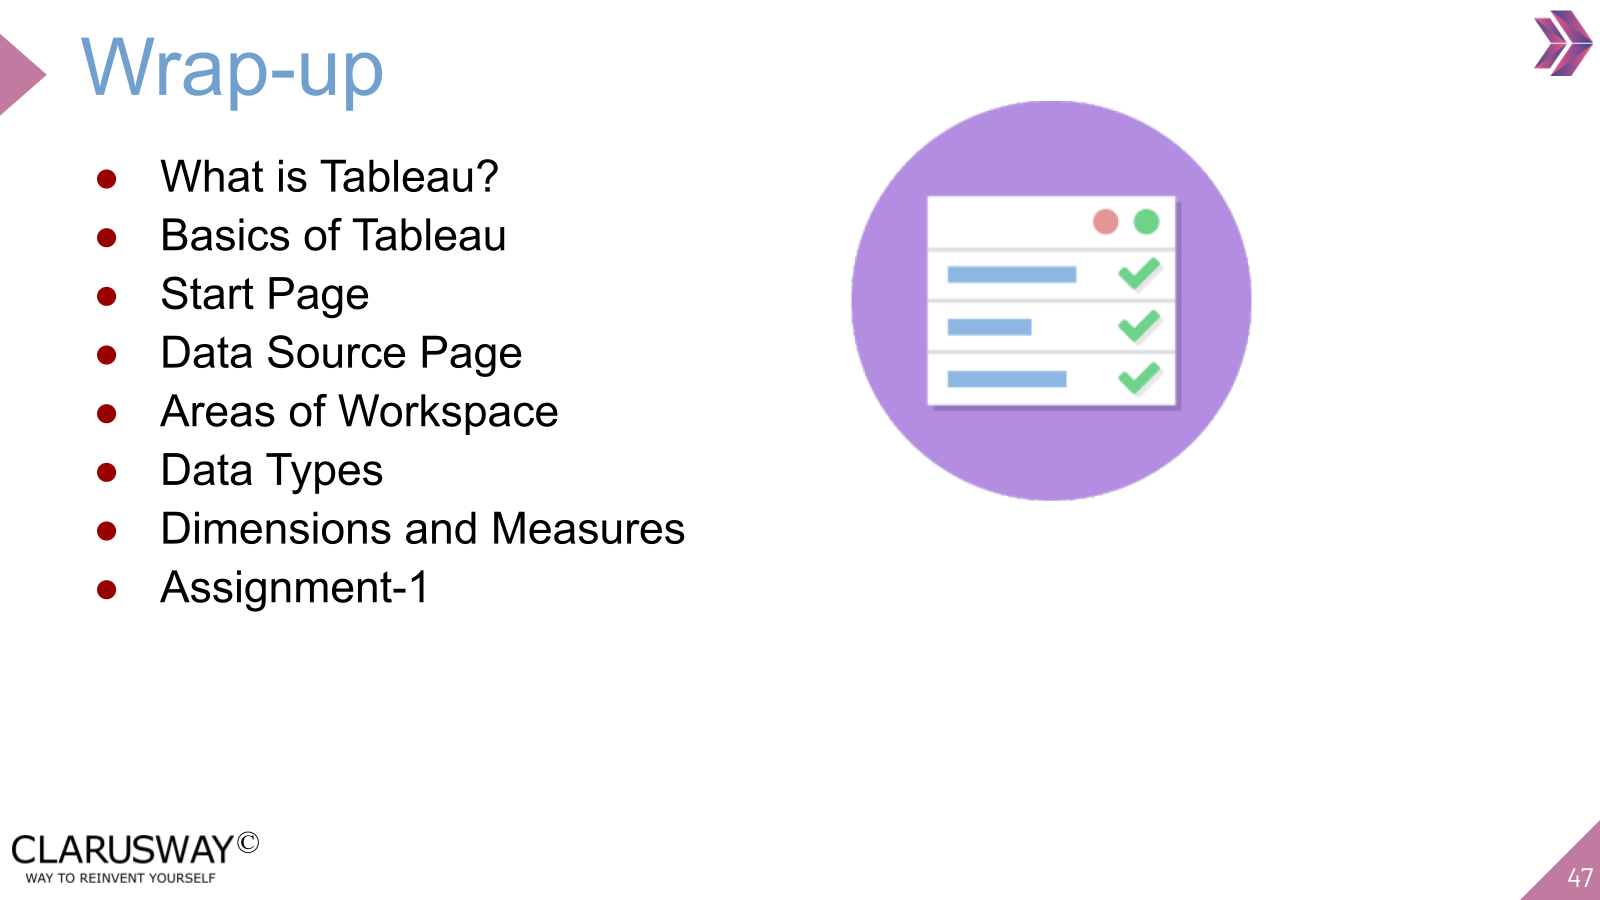 Wrap-up
● What is Tableau?
● Basics of Tableau
● Start Page
● Data Source Page
● Areas of Workspace
● Data Types
● Dimensions and Measures
● Assignment-1
CLARUSWAY©
WAY TO REINVENT YOURSELF
47